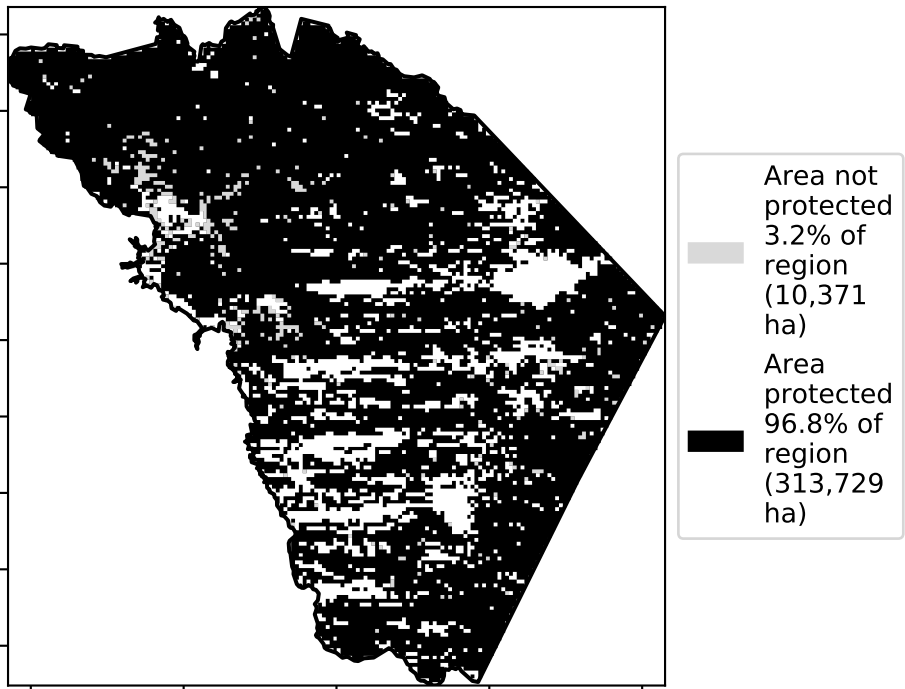 Area not
protected
3.2% of
region
(10,371
ha)
Area
protected
96.8% of
region
(313,729
ha)